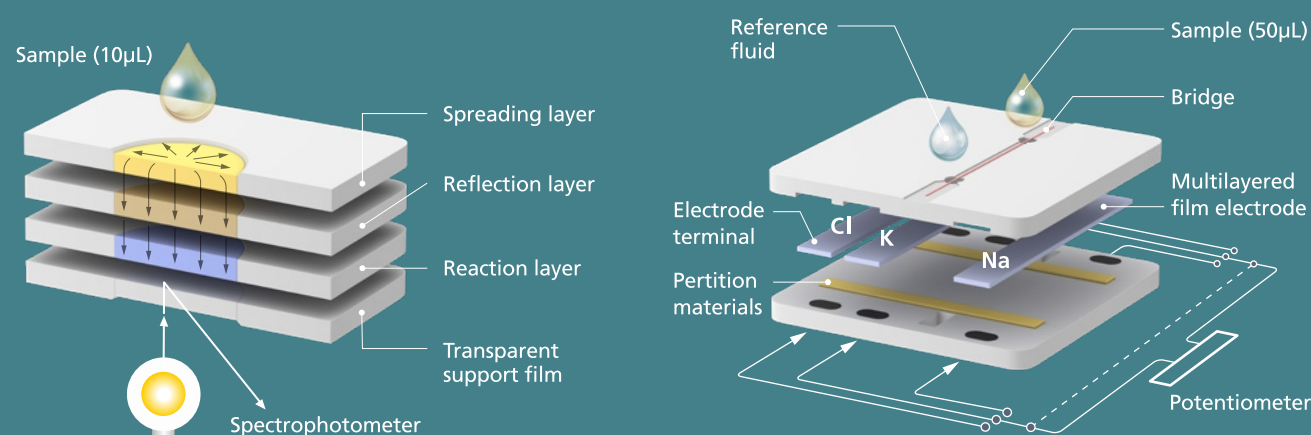 Sample (10µL)
Spreading layer
Reflection layer
Reaction layer
Transparent
support film
Spectrophotometer
Reference
fluid
Sample (50µL)
Bridge
Multilayered
film electrode
Electrode
terminal
Cl
K
Na
Pertition
materials
Potentiometer